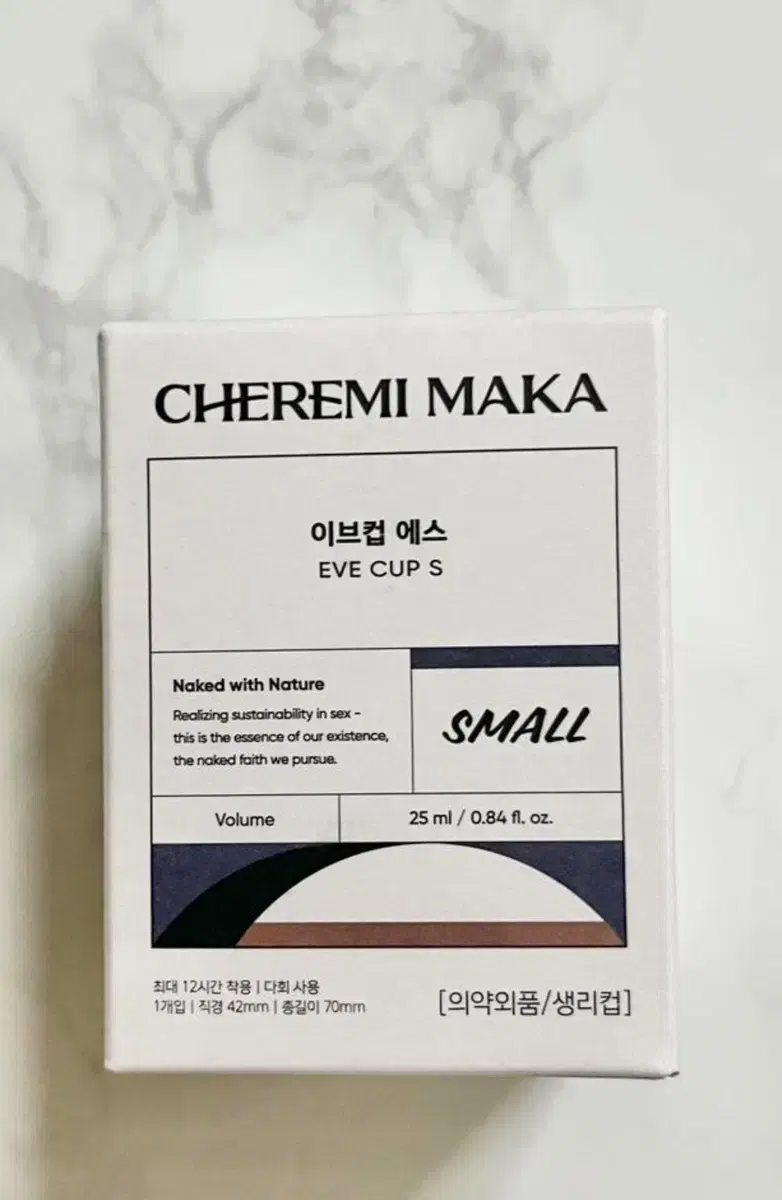 CHEREMI MAKA
이브컵 에스
EVE CUP S
Naked with Nature
Realizing sustainability in sex -
this is the essence of our existence,
the naked faith we pursue.
SMALL
Volume
25 ml / 0.84 fl. oz.
최대 12시간 착용 | 다회 사용
1개입 | 직경 42mm | 총길이 70mm
[의약외품/생리컵]